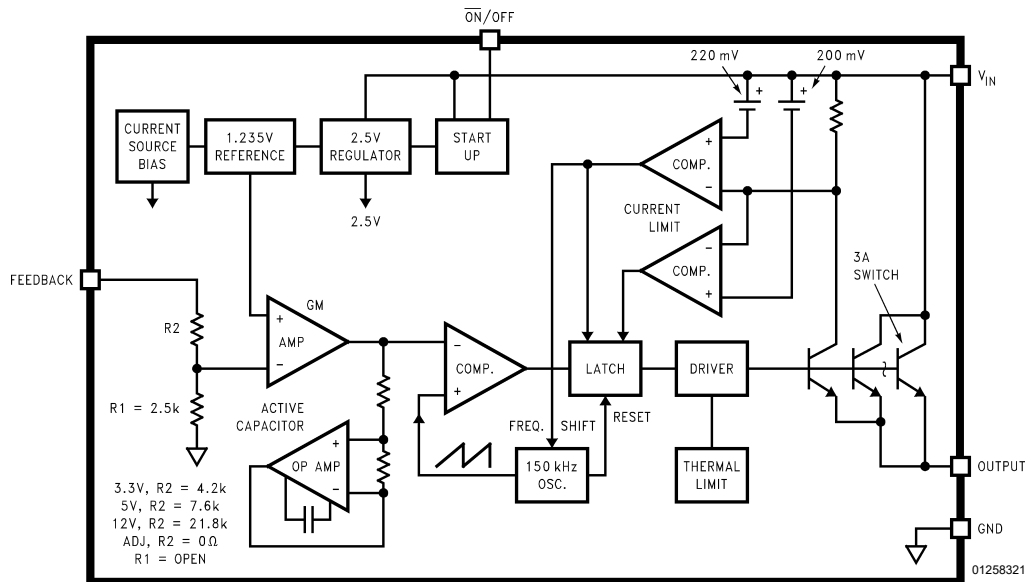 ON/OFF
220 mV
200 mV
VIN
CURRENT
SOURCE
BIAS
1.235V
REFERENCE
2.5V
REGULATOR
START
UP
+
+
+
COMP.
−
2.5V
CURRENT
LIMIT
−
COMP.
+
3A
SWITCH
FEEDBACK
R2
GM
+
AMP
−
−
COMP.
+
LATCH
DRIVER
R1 = 2.5k
ACTIVE
CAPACITOR
+
OP AMP
−
FREQ. SHIFT
RESET
150 kHz
OSC.
THERMAL
LIMIT
OUTPUT
3.3V, R2 = 4.2k
5V, R2 = 7.6k
12V, R2 = 21.8k
ADJ, R2 = 0Ω
R1 = OPEN
GND
01258321